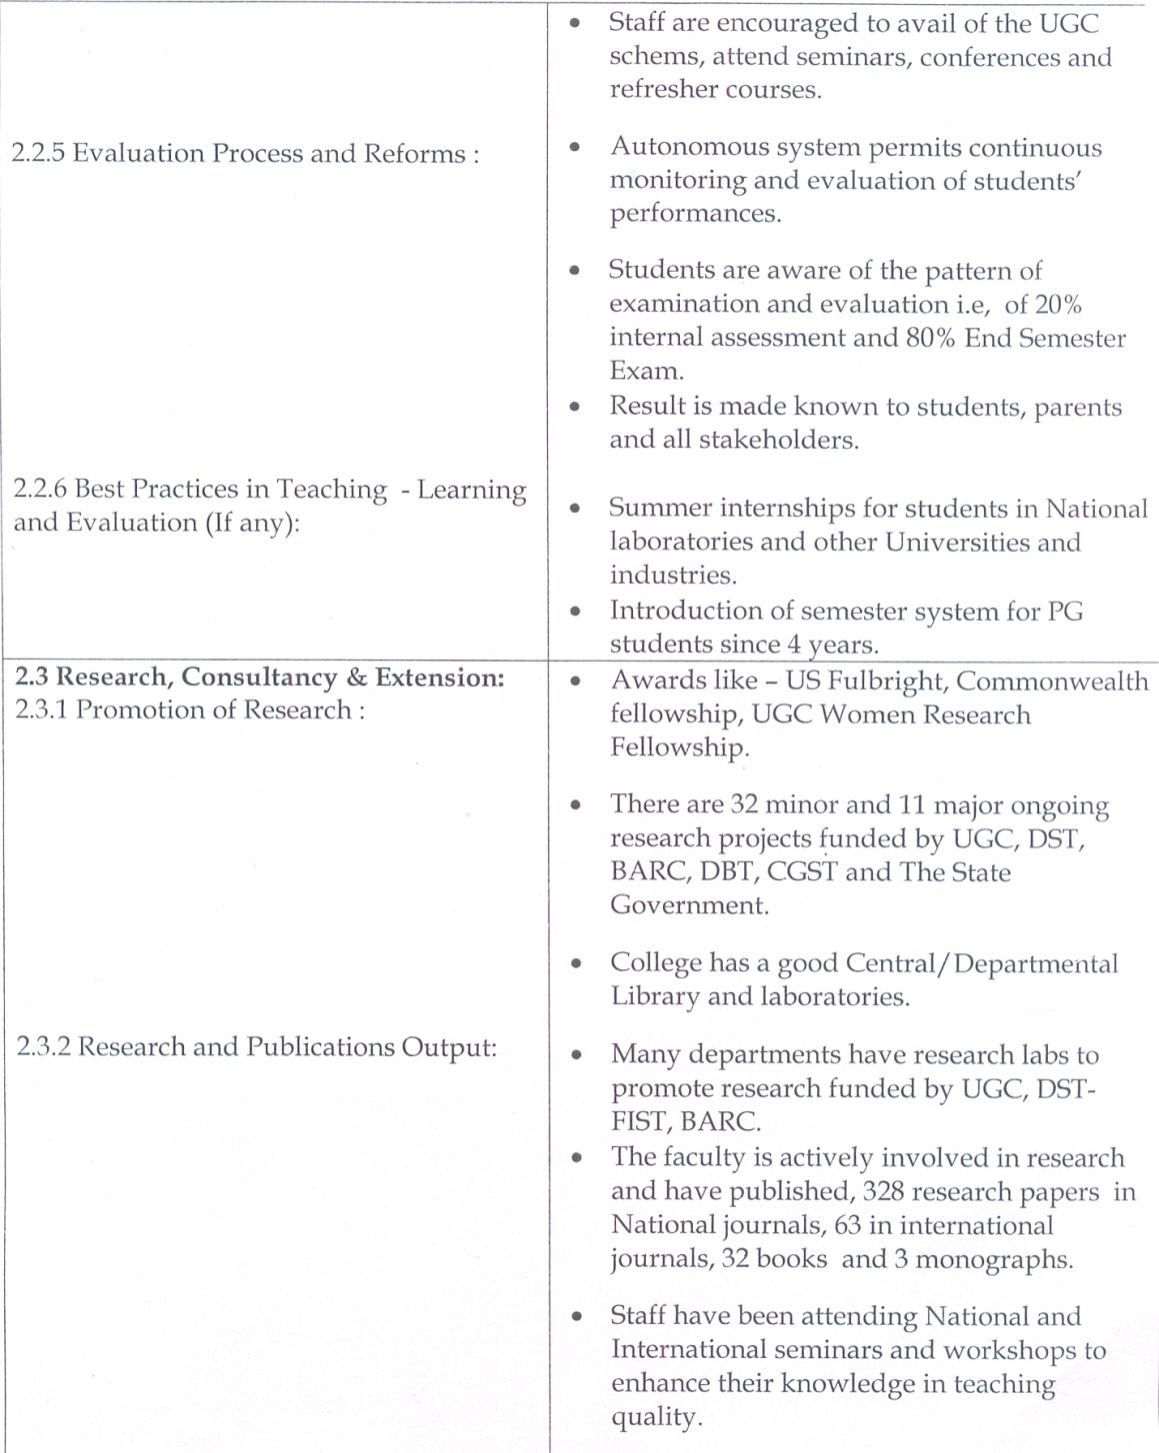 • Staff are encouraged to avail of the UGC
schems, attend seminars, conferences and
refresher courses.
2.2.5 Evaluation Process and Reforms :
• Autonomous system permits continuous
monitoring and evaluation of students’
performances.
• Students are aware of the pattern of
examination and evaluation i.e, of 20%
internal assessment and 80% End Semester
Exam.
• Result is made known to students, parents
and all stakeholders.
2.2.6 Best Practices in Teaching - Learning
and Evaluation (If any):
• Summer internships for students in National
laboratories and other Universities and
industries.
• Introduction of semester system for PG
students since 4 years.
2.3 Research, Consultancy & Extension:
2.3.1 Promotion of Research :
• Awards like – US Fulbright, Commonwealth
fellowship, UGC Women Research
Fellowship.
• There are 32 minor and 11 major ongoing
research projects funded by UGC, DST,
BARC, DBT, CGST and The State
Government.
• College has a good Central/Departmental
Library and laboratories.
2.3.2 Research and Publications Output:
• Many departments have research labs to
promote research funded by UGC, DST-
FIST, BARC.
• The faculty is actively involved in research
and have published, 328 research papers in
National journals, 63 in international
journals, 32 books and 3 monographs.
• Staff have been attending National and
International seminars and workshops to
enhance their knowledge in teaching
quality.